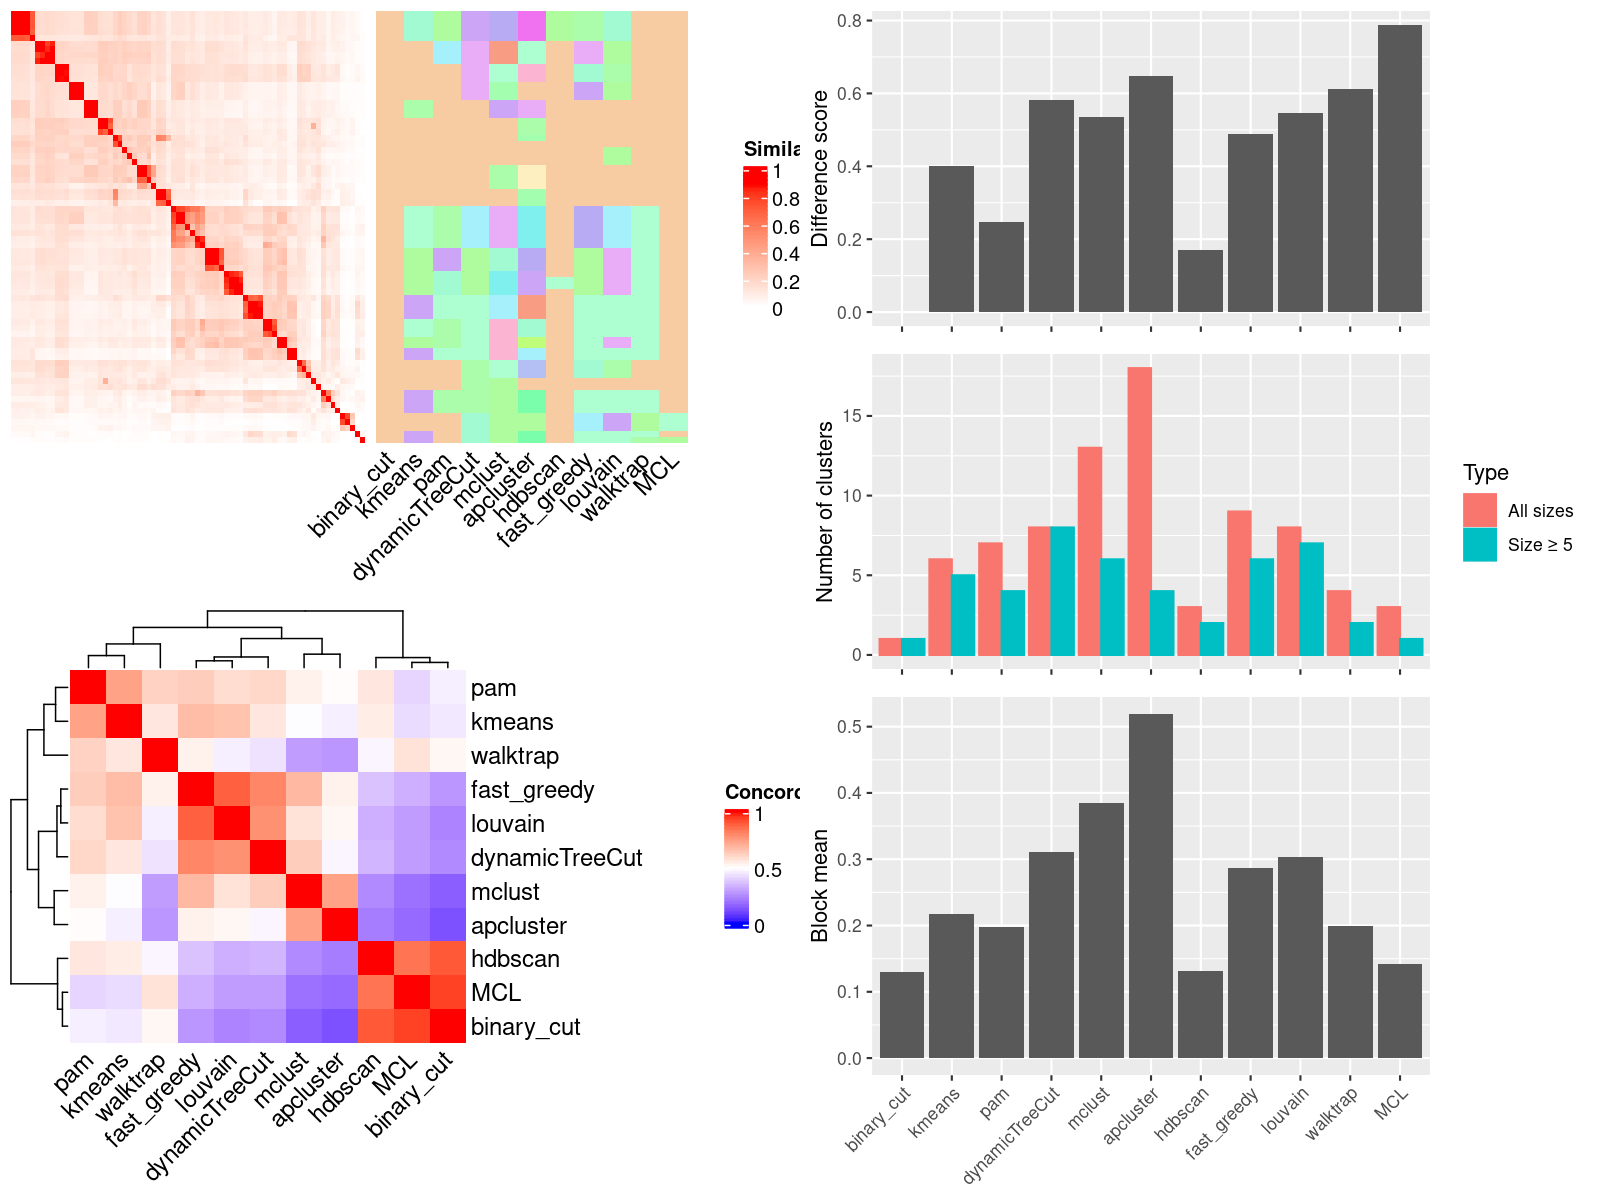 binary_cut
kmeans
pam
dynamicTreeCut
mclust
apcluster
hdbscan
fast_greedy
louvain
walktrap
MCL
Simila
1
0.8
0.6
0.4
0.2
0
pam
kmeans
walktrap
fast_greedy
louvain
dynamicTreeCut
mclust
apcluster
hdbscan
MCL
binary_cut
pam
kmeans
walktrap
fast_greedy
louvain
dynamicTreeCut
mclust
apcluster
hdbscan
MCL
binary_cut
Concord
1
0.5
0
Difference score
0.8
0.6
0.4
0.2
0.0
Number of clusters
15
10
5
0
Type
All sizes
Size ≥ 5
Block mean
0.5
0.4
0.3
0.2
0.1
0.0
binary_cut
kmeans
pam
dynamicTreeCut
mclust
apcluster
hdbscan
fast_greedy
louvain
walktrap
MCL